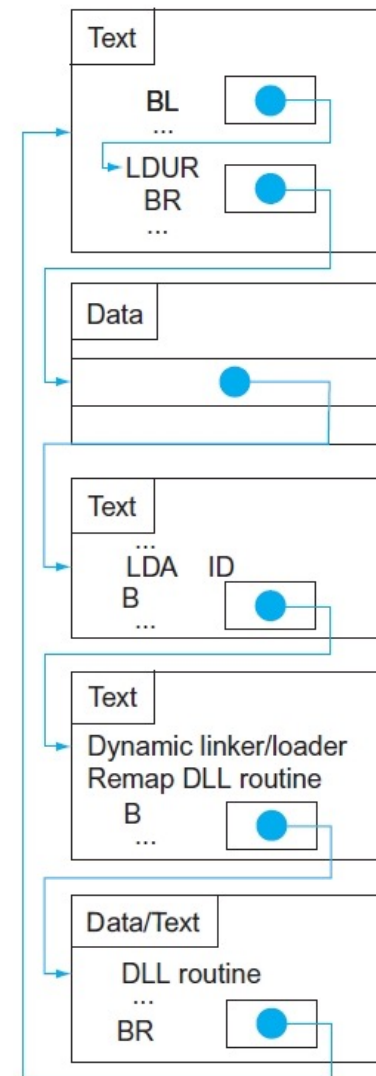 Text
BL
...
LDUR
BR
...
Data
Text
...
LDA ID
B
...
Text
Dynamic linker/loader
Remap DLL routine
B
...
Data/Text
DLL routine
...
BR